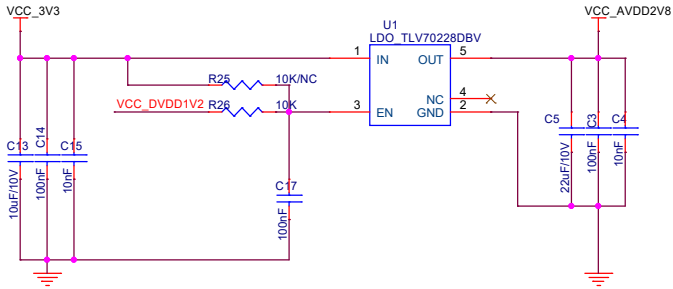 VCC_3V3
VCC_AVDD2V8
U1
LDO_TLV70228DBV
1
IN
OUT
5
R25
10K/NC
VCC_DVDD1V2
R26
10K
3
EN
NC
4
GND
2
C13
10uF/10V
C14
100nF
C15
10nF
C17
100nF
C5
22uF/10V
C3
100nF
C4
10nF